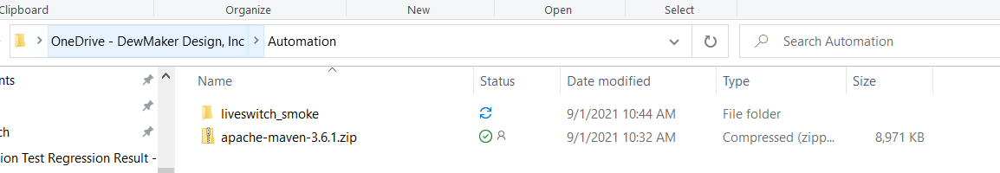 Clipboard Organize New Open Select
OneDrive - DewMaker Design, Inc Automation Search Automation
nts Name Status Date modified Type Size
liveswitch_smoke 9/1/2021 10:44 AM File folder
ch apache-maven-3.6.1.zip 9/1/2021 10:32 AM Compressed (zipp... 8,971 KB
ion Test Regression Result -